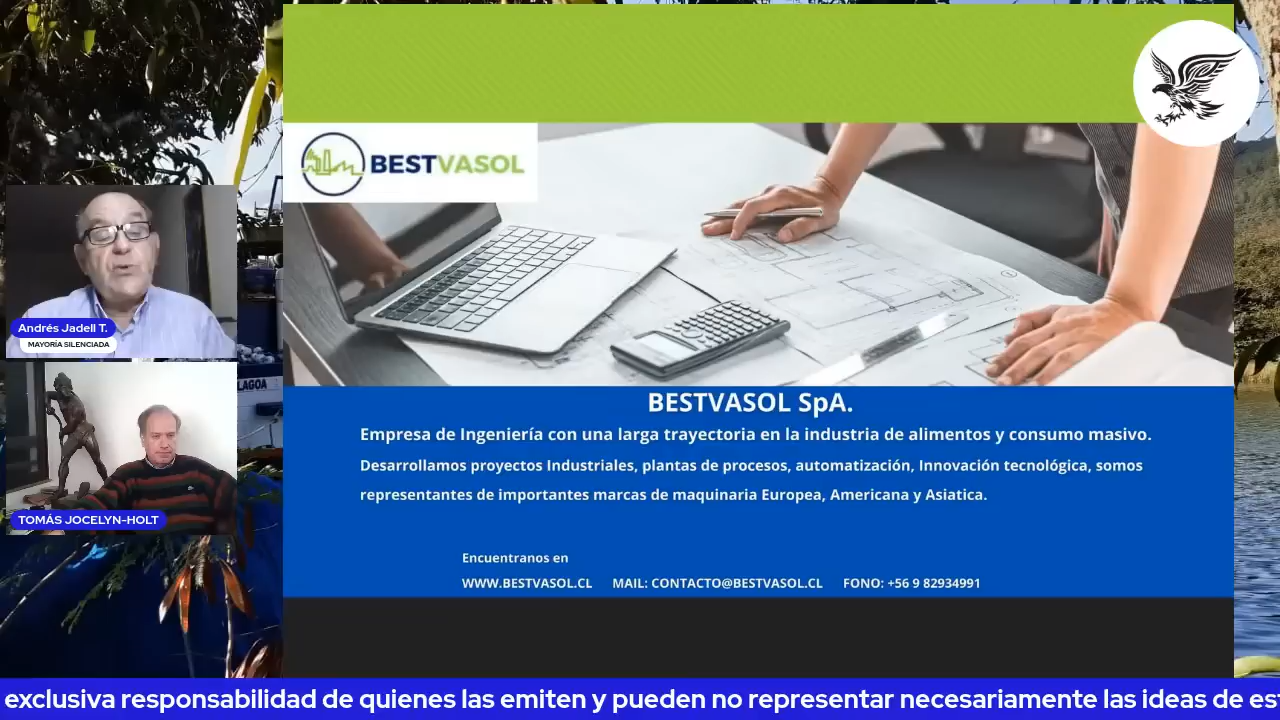 BESTVASOL
Andrés Jadell T.
MAYORÍA SILENCIADA
LAGOA
TOMÁS JOCELYN-HOLT
BESTVASOL SpA.
Empresa de Ingeniería con una larga trayectoria en la industria de alimentos y consumo masivo.
Desarrollamos proyectos Industriales, plantas de procesos, automatización, Innovación tecnológica, somos
representantes de importantes marcas de maquinaria Europea, Americana y Asiatica.
Encuentranos en
WWW.BESTVASOL.CL MAIL: CONTACTO@BESTVASOL.CL FONO: +56 9 82934991
exclusiva responsabilidad de quienes las emiten y pueden no representar necesariamente las ideas de es